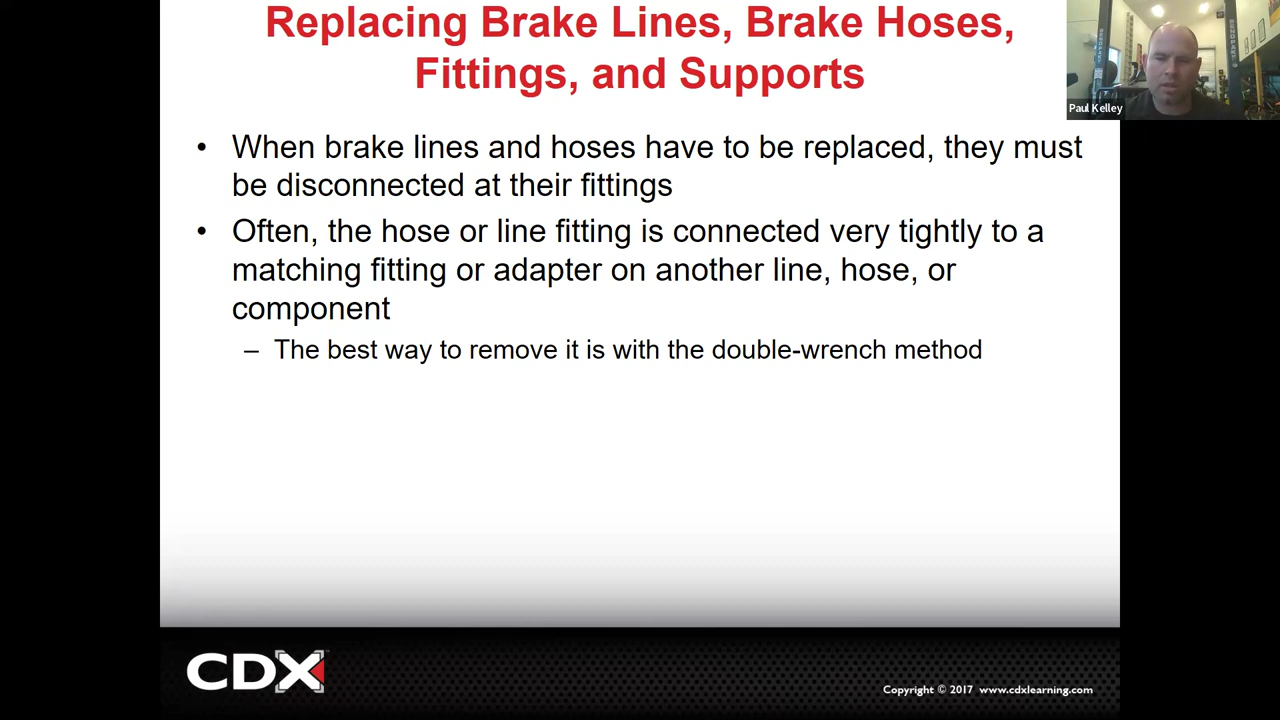 Replacing Brake Lines, Brake Hoses,
Fittings, and Supports
Paul Kelley
• When brake lines and hoses have to be replaced, they must
be disconnected at their fittings
• Often, the hose or line fitting is connected very tightly to a
matching fitting or adapter on another line, hose, or
component
– The best way to remove it is with the double-wrench method
CDX
Copyright © 2017 www.cdxlearning.com